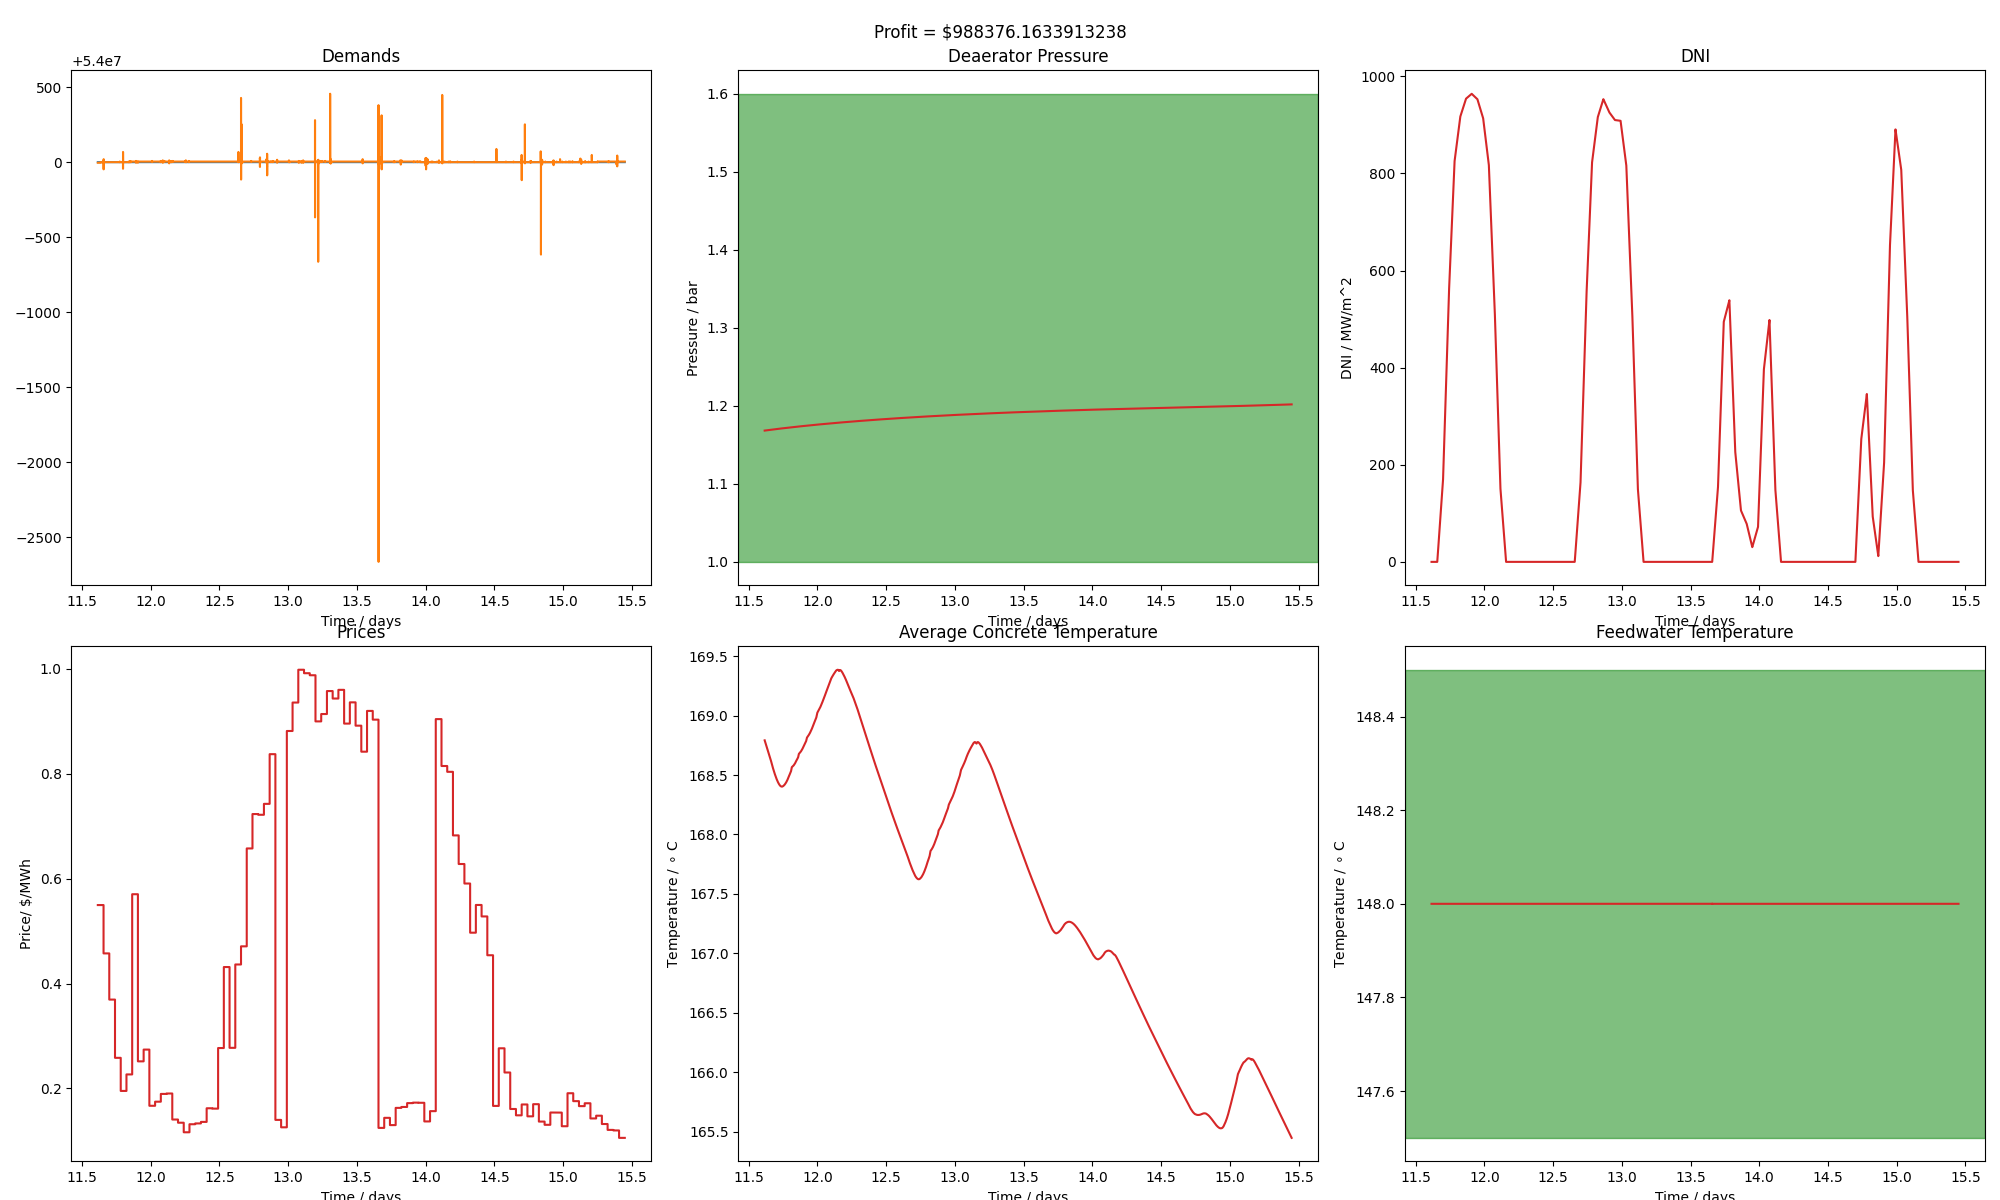 Profit = $988376.1633913238
Demands
+5.4e7
500
0
−500
−1000
−1500
−2000
−2500
11.5 12.0 12.5 13.0 13.5 14.0 14.5 15.0 15.5
Time / days
Deaerator Pressure
Pressure / bar
1.6
1.5
1.4
1.3
1.2
1.1
1.0
11.5 12.0 12.5 13.0 13.5 14.0 14.5 15.0 15.5
Time / days
DNI
DNI / MW/m^2
1000
800
600
400
200
0
11.5 12.0 12.5 13.0 13.5 14.0 14.5 15.0 15.5
Time / days
Prices
Price/ $/MWh
1.0
0.8
0.6
0.4
0.2
11.5 12.0 12.5 13.0 13.5 14.0 14.5 15.0 15.5
Time / days
Average Concrete Temperature
Temperature / ∘ C
169.5
169.0
168.5
168.0
167.5
167.0
166.5
166.0
165.5
11.5 12.0 12.5 13.0 13.5 14.0 14.5 15.0 15.5
Time / days
Feedwater Temperature
Temperature / ∘ C
148.4
148.2
148.0
147.8
147.6
11.5 12.0 12.5 13.0 13.5 14.0 14.5 15.0 15.5
Time / days